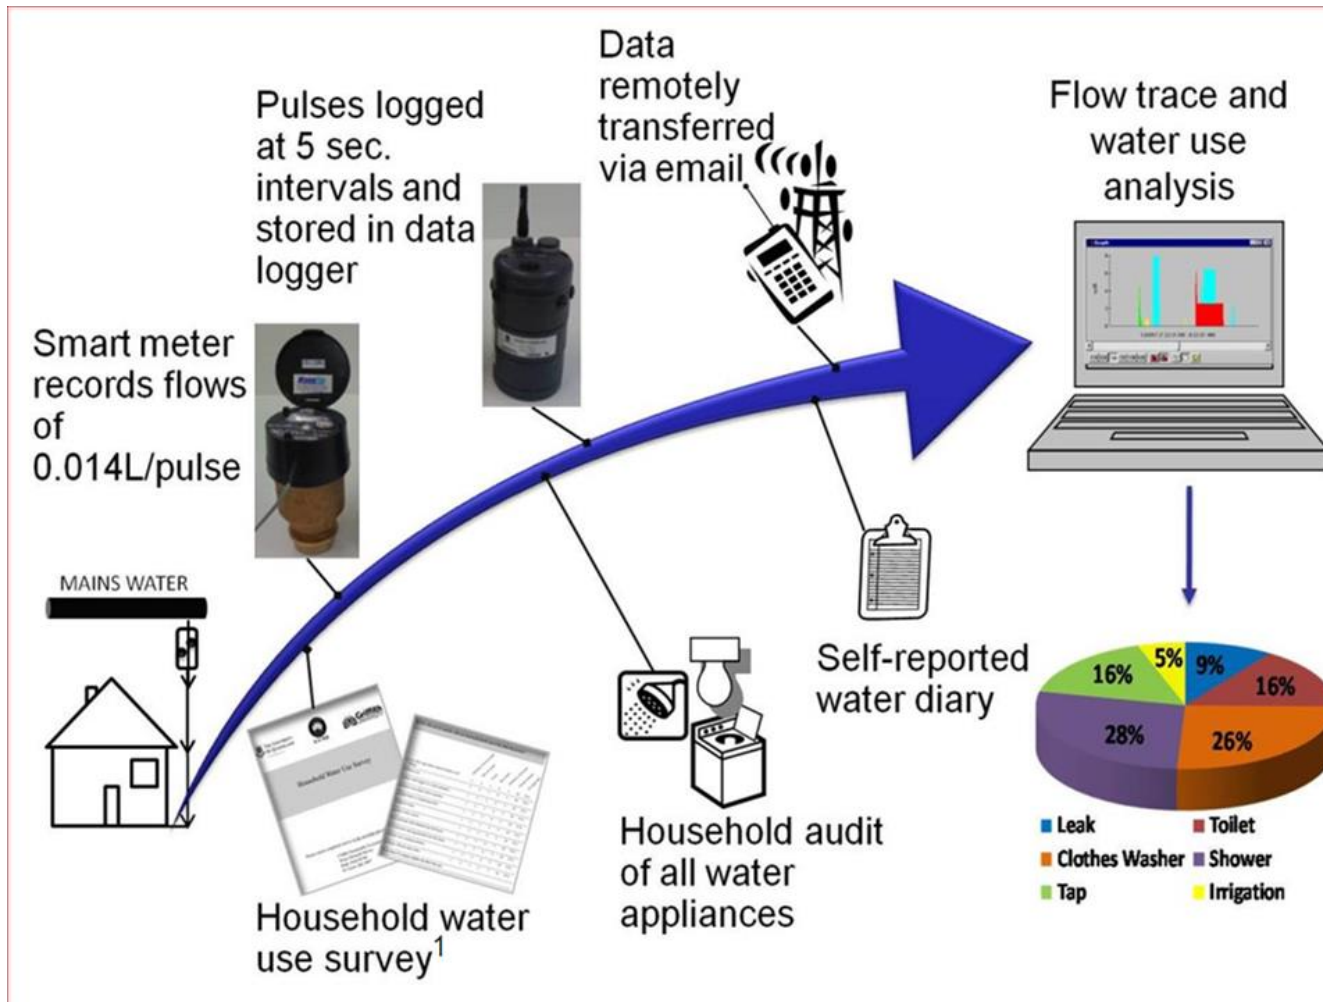 Data
remotely
transferred
via email
Flow trace and
water use
analysis
Pulses logged
at 5 sec.
intervals and
stored in data
logger
Smart meter
records flows
of
0.014L/pulse
MAINS WATER
Household Water Use Survey
Griffith
Household water
use survey1
Household audit
of all water
appliances
Self-reported
water diary
5%
9%
16%
16%
28%
26%
Leak
Toilet
Clothes Washer
Shower
Tap
Irrigation